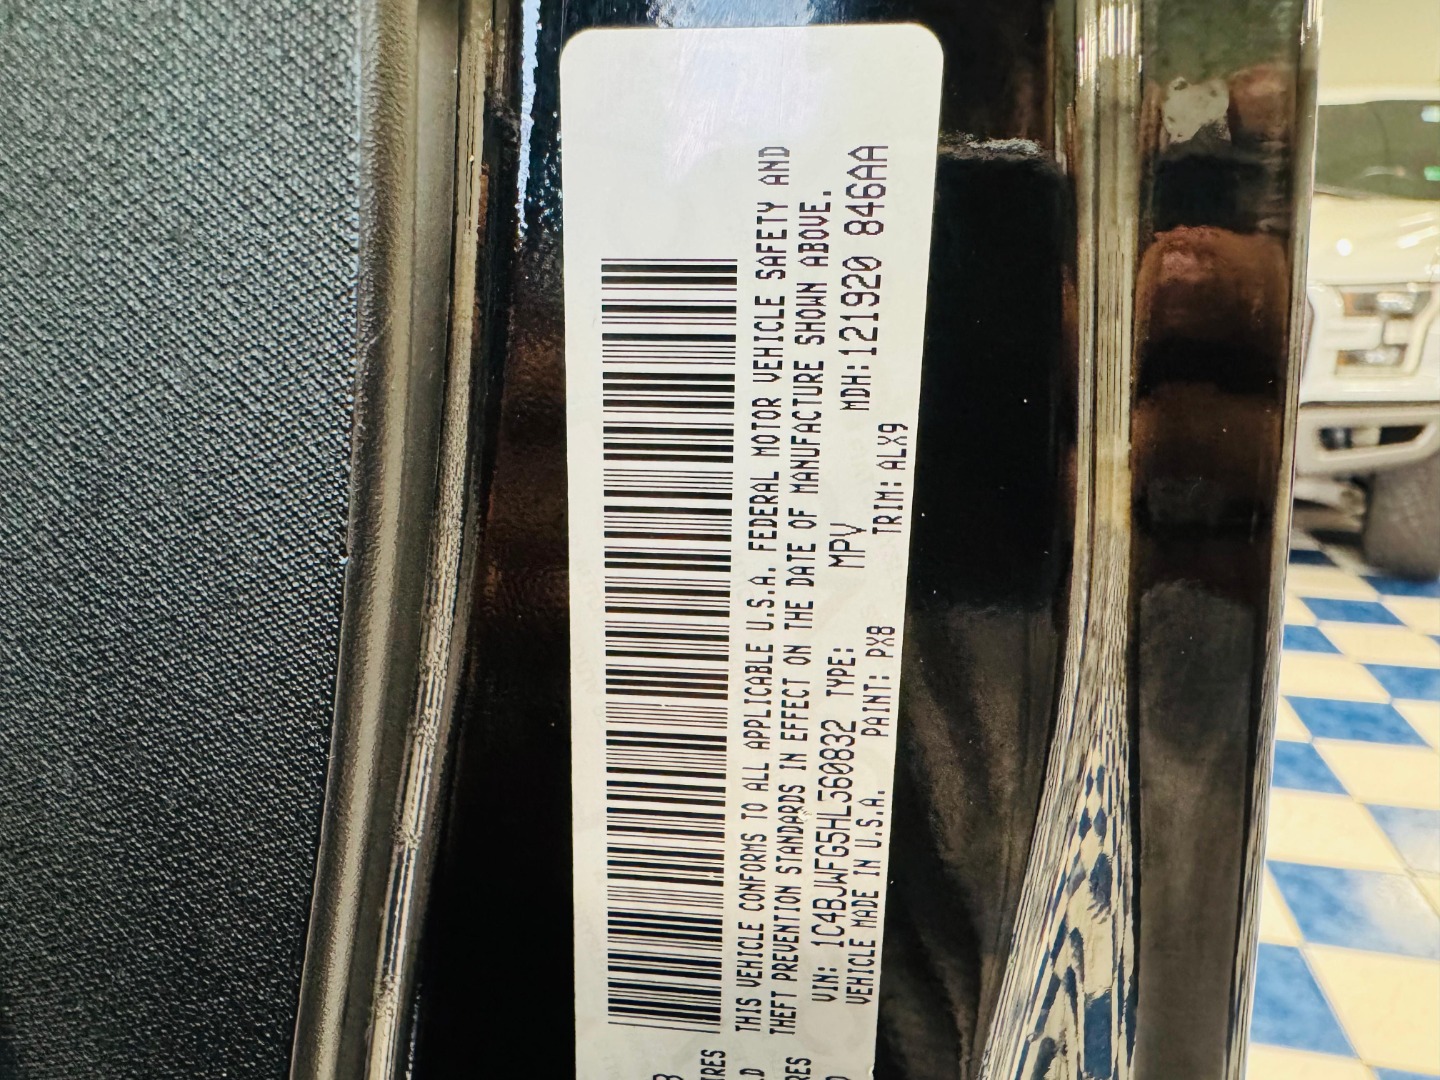 THIS VEHICLE CONFORMS TO ALL APPLICABLE U.S.A. FEDERAL MOTOR VEHICLE SAFETY AND
THEFT PREVENTION STANDARDS IN EFFECT ON THE DATE OF MANUFACTURE SHOWN ABOVE.
VIN: 1C4BJWFG5HL560832 TYPE: MPV MDH:121920 846AA
VEHICLE MADE IN U.S.A. PAINT: PX8 TRIM: ALX9